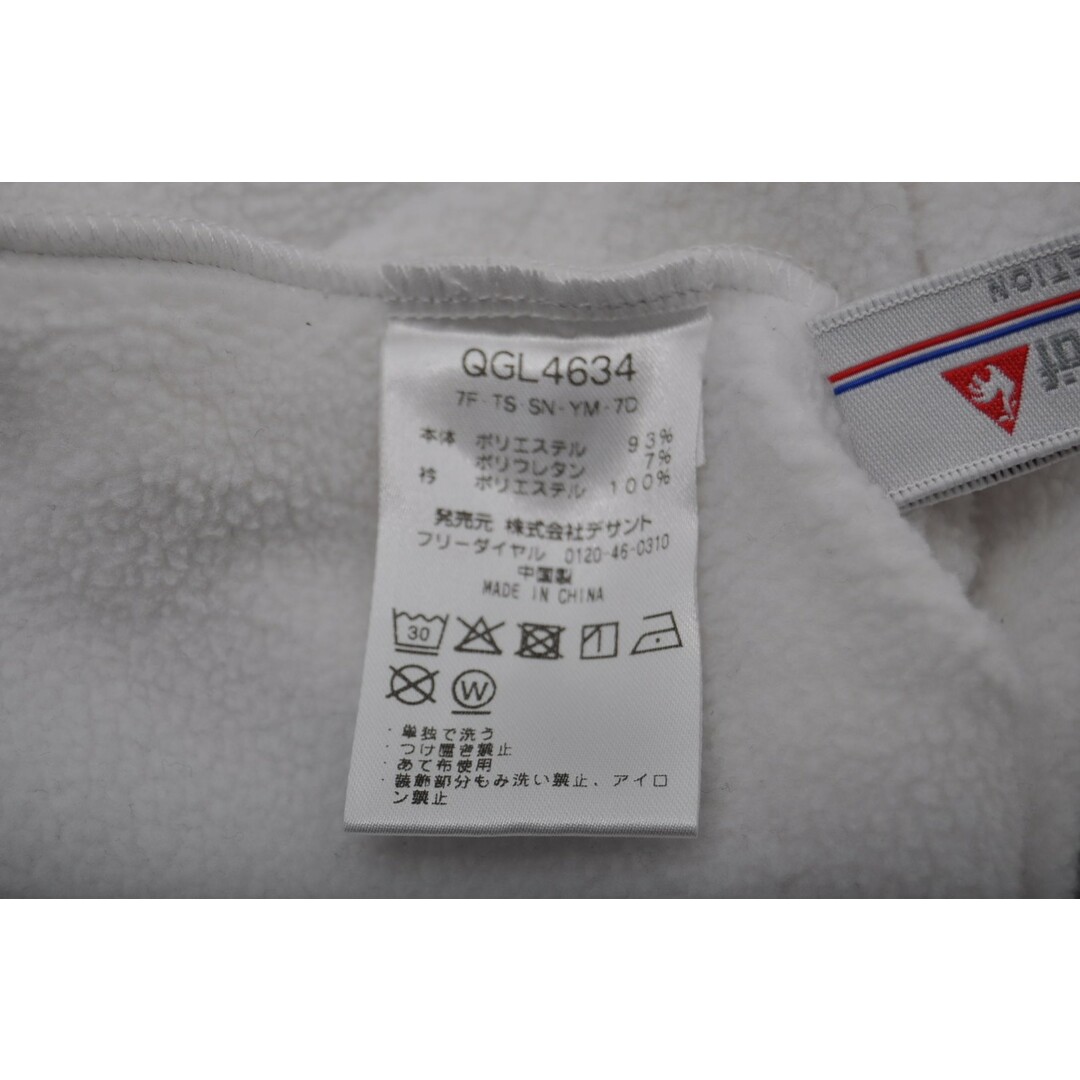 QGL4634
7F・TS・SN・YM・7D
本体 ポリエステル 93%
ポリウレタン 7%
衿 ポリエステル 100%
発売元 株式会社デサント
フリーダイヤル 0120-46-0310
中国製
MADE IN CHINA
30
W
・単独で洗う
・つけ置き禁止
・あて布使用
・装飾部分もみ洗い禁止、アイロ
ン禁止